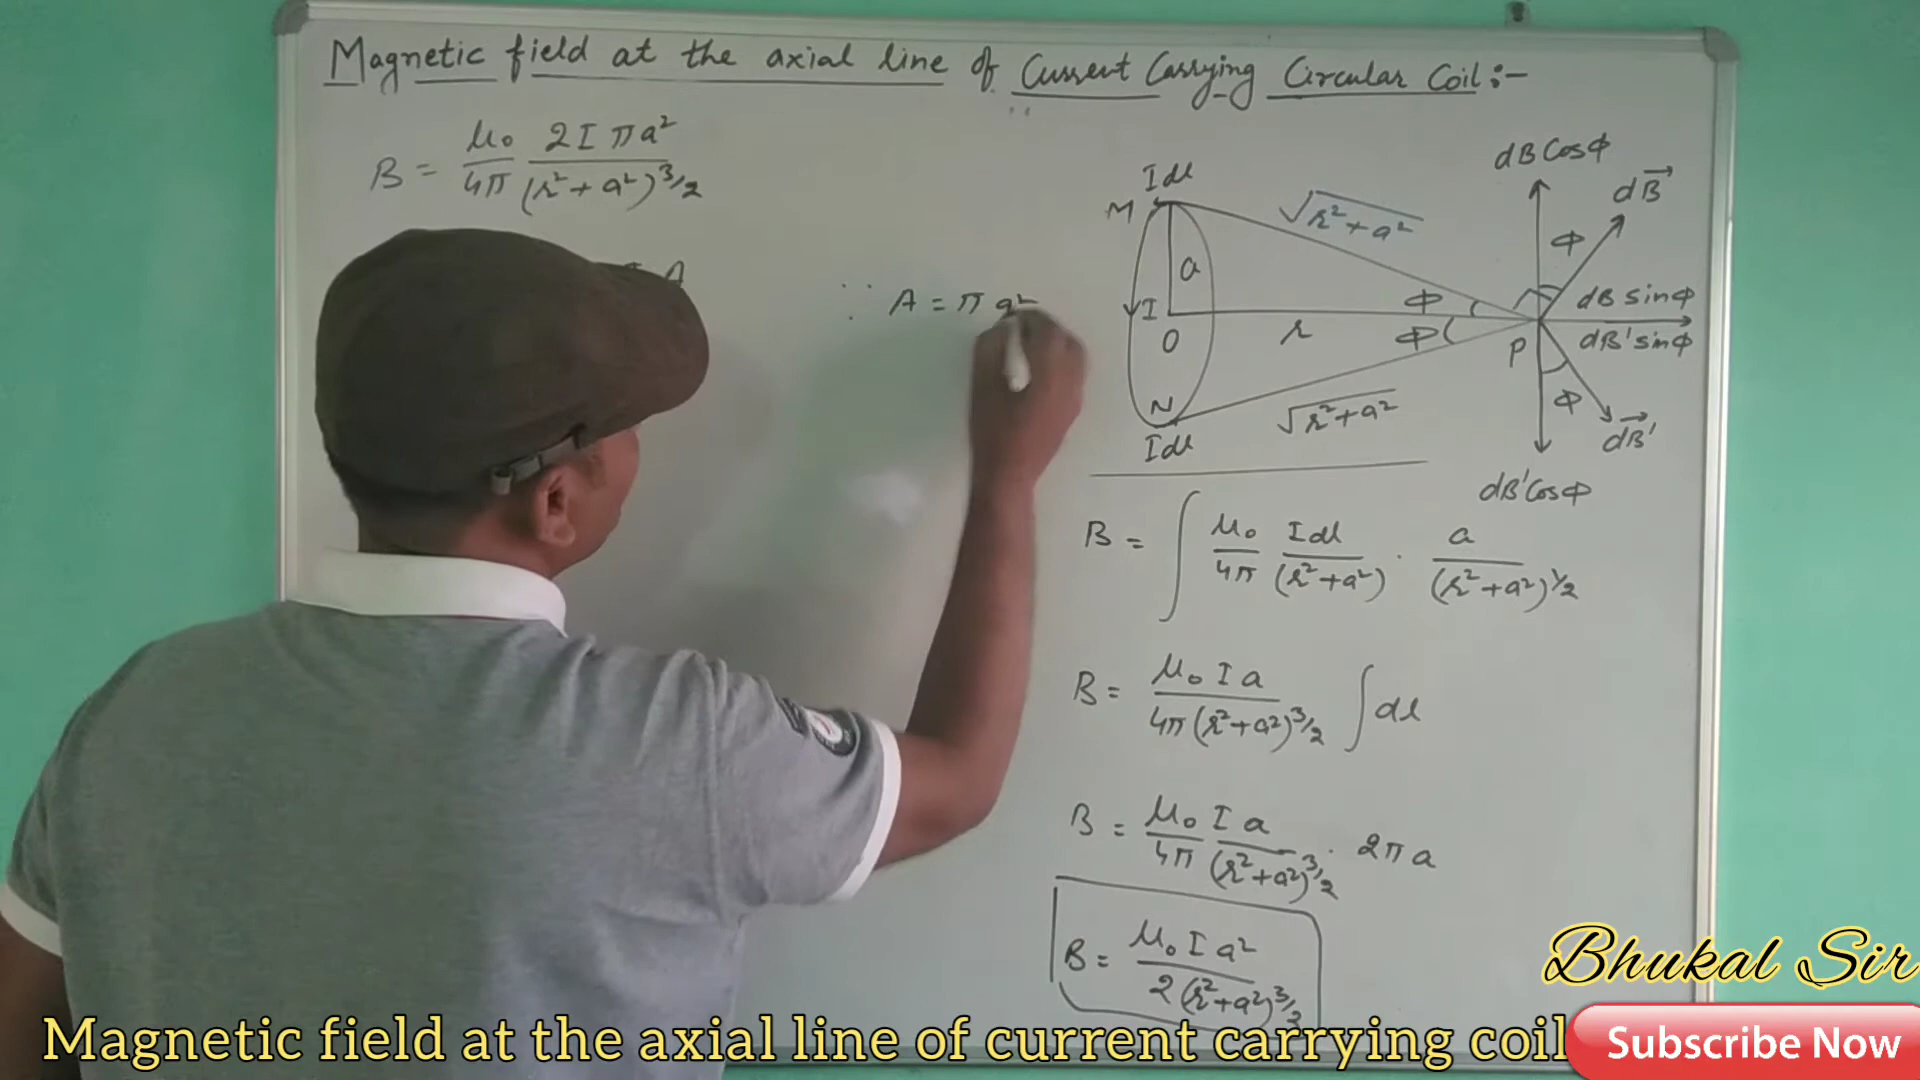 Magnetic field at the axial line of Current Carrying Circular Coil :-
B = μ₀/4π 2Iπa²/(r²+a²)^3/2
I A
∵ A = πa²
Idl
M
a
I
O
N
Idl
√r²+a²
r
√r²+a²
Φ
Φ
P
dB CosΦ
dB⃗
Φ
dB sinΦ
dB' sinΦ
Φ
dB⃗'
dB' CosΦ
B = ∫ μ₀/4π Idl/(r²+a²) · a/(r²+a²)^1/2
B = μ₀Ia/4π(r²+a²)^3/2 ∫dl
B = μ₀/4π Ia/(r²+a²)^3/2 · 2πa
B = μ₀Ia²/2(r²+a²)^3/2
Bhukal Sir
Magnetic field at the axial line of current carrying coil
Subscribe Now